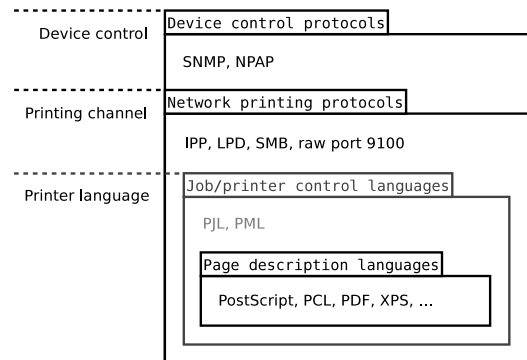 Device control protocols
Device control
SNMP, NPAP
Network printing protocols
Printing channel
IPP, LPD, SMB, raw port 9100
Job/printer control languages
Printer language
PJL, PML
Page description languages
PostScript, PCL, PDF, XPS, ...